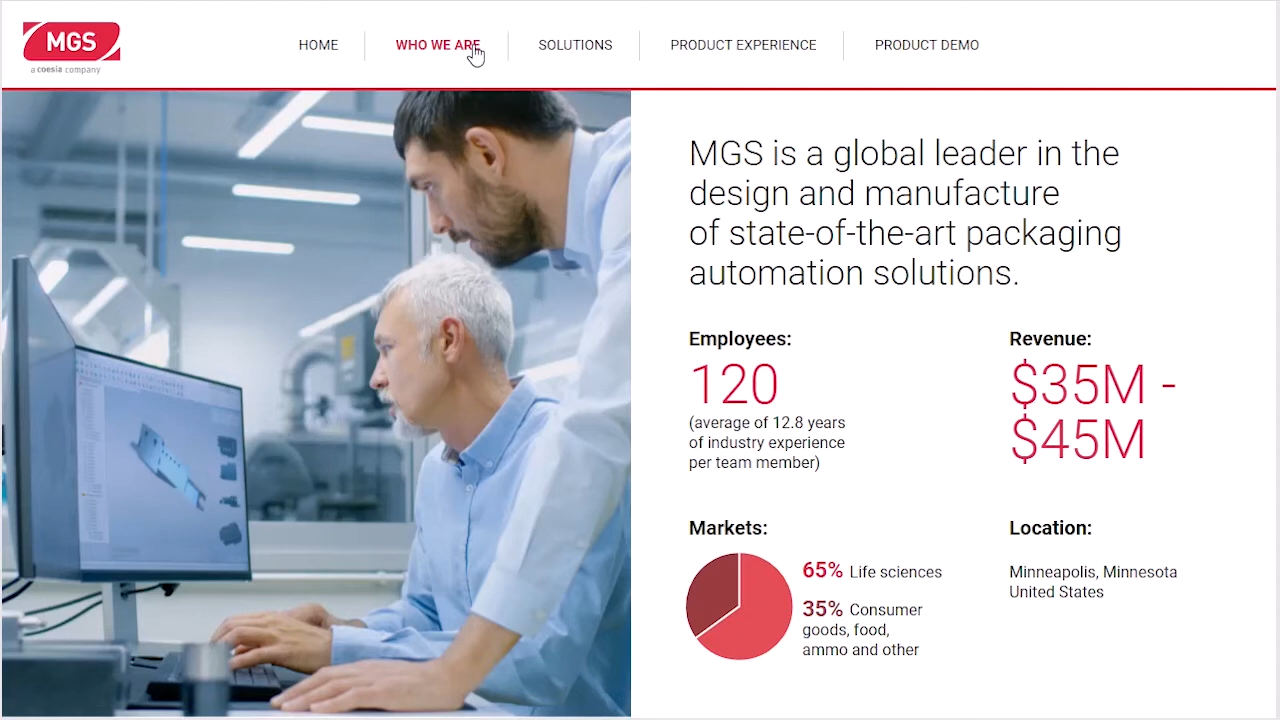 MGS
a coesia company
HOME
WHO WE ARE
SOLUTIONS
PRODUCT EXPERIENCE
PRODUCT DEMO
MGS is a global leader in the
design and manufacture
of state-of-the-art packaging
automation solutions.
Employees:
120
(average of 12.8 years
of industry experience
per team member)
Revenue:
$35M -
$45M
Markets:
65% Life sciences
35% Consumer
goods, food,
ammo and other
Location:
Minneapolis, Minnesota
United States